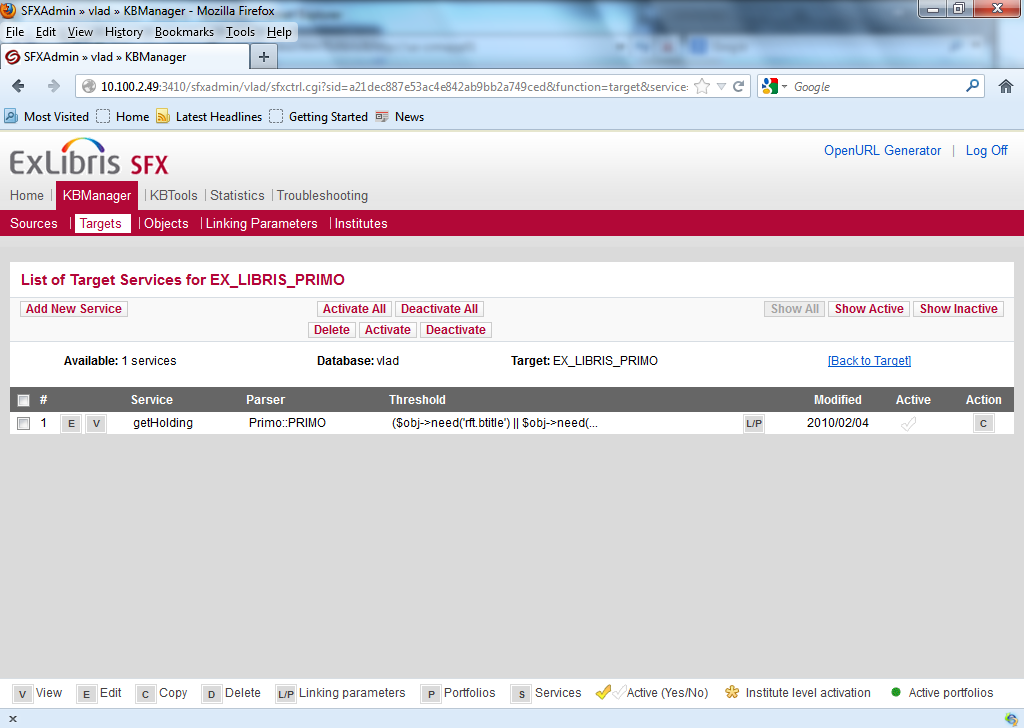 SFXAdmin » vlad » KBManager - Mozilla Firefox
File Edit View History Bookmarks Tools Help
SFXAdmin » vlad » KBManager
10.100.2.49:3410/sfxadmin/vlad/sfxctrl.cgi?sid=a21dec887e53ac4e842ab9bb2a749ced&function=target&service: Google
Most Visited Home Latest Headlines Getting Started News
ExLibris SFX
OpenURL Generator | Log Off
Home | KBManager | KBTools | Statistics | Troubleshooting
Sources | Targets | Objects | Linking Parameters | Institutes
List of Target Services for EX_LIBRIS_PRIMO
Add New Service Activate All Deactivate All Show All Show Active Show Inactive
Delete Activate Deactivate
Available: 1 services Database: vlad Target: EX_LIBRIS_PRIMO [Back to Target]
# Service Parser Threshold Modified Active Action
1 E V getHolding Primo::PRIMO ($obj->need('rft.btitle') || $obj->need(... L/P 2010/02/04 C
V View E Edit C Copy D Delete L/P Linking parameters P Portfolios S Services Active (Yes/No) Institute level activation Active portfolios